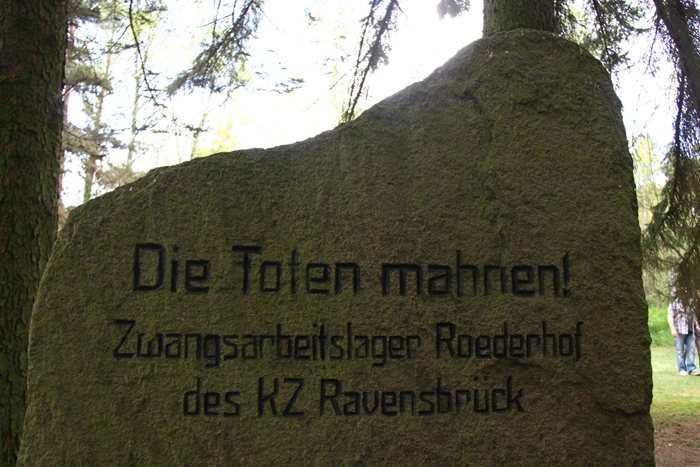 Die Toten mahnen!
Zwangsarbeitslager Roederhof
des KZ Ravensbrück